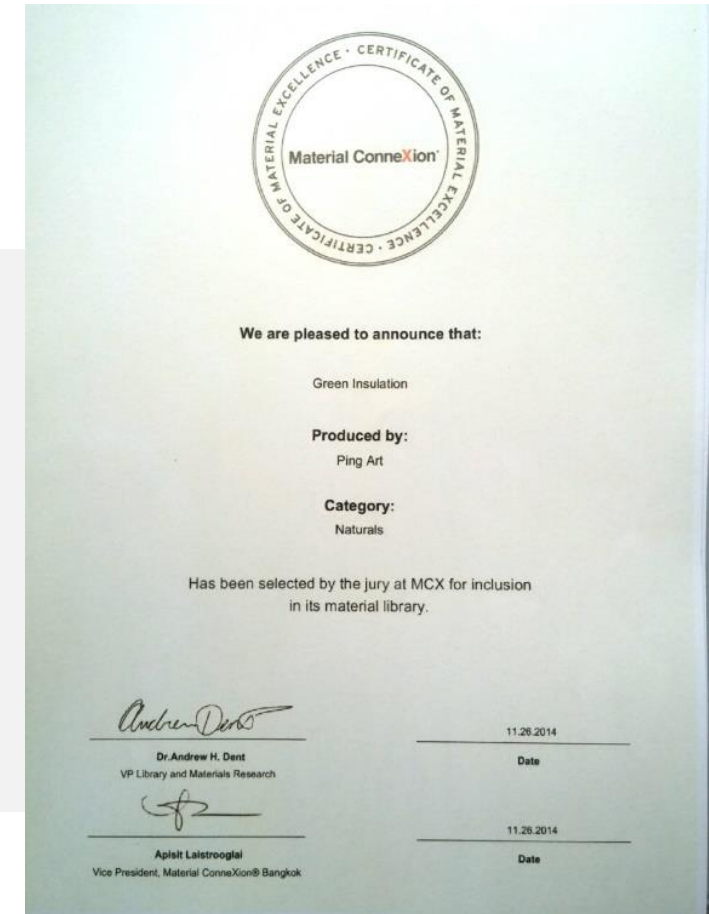 CERTIFICATE OF MATERIAL EXCELLENCE · CERTIFICATE OF MATERIAL EXCELLENCE ·
Material ConneXion®
We are pleased to announce that:
Green Insulation
Produced by:
Ping Art
Category:
Naturals
Has been selected by the jury at MCX for inclusion
in its material library.
Andrew Dent
11.26.2014
Dr.Andrew H. Dent
Date
VP Library and Materials Research
11.26.2014
Apisit Laistrooglai
Date
Vice President, Material ConneXion® Bangkok